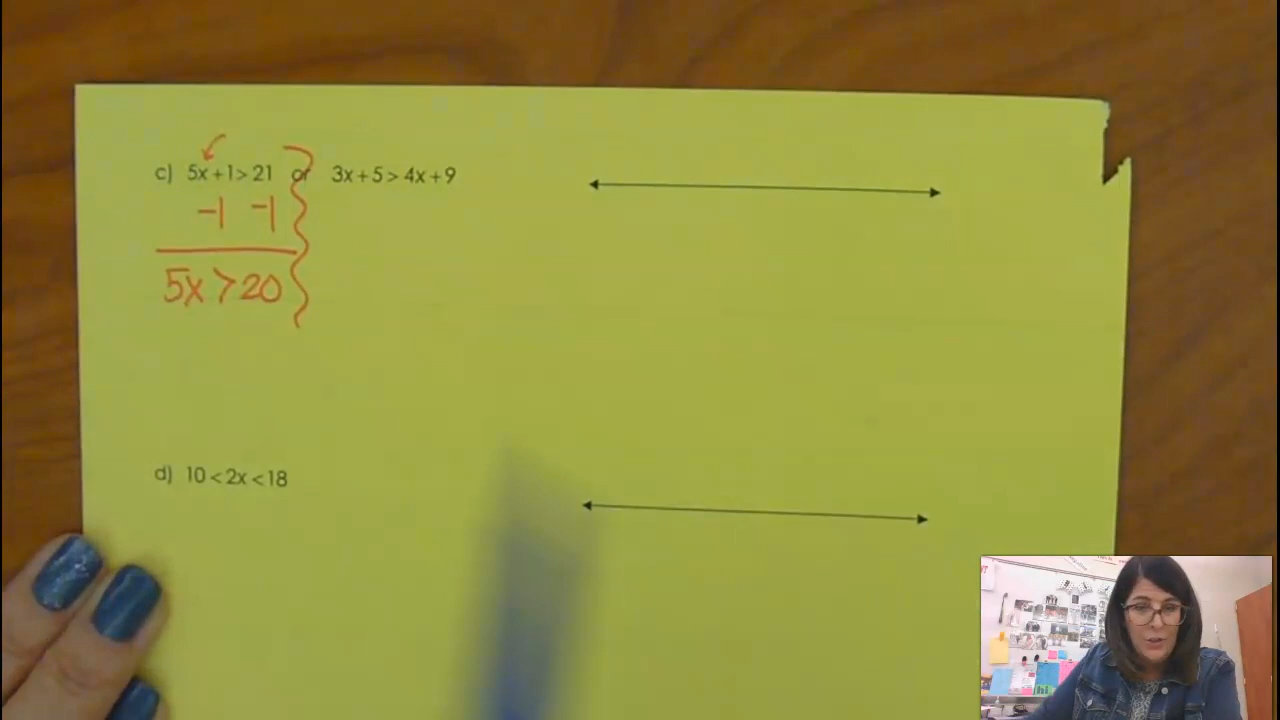 c) 5x+1>21 or 3x+5>4x+9
-1 -1
5x>20
d) 10<2x<18